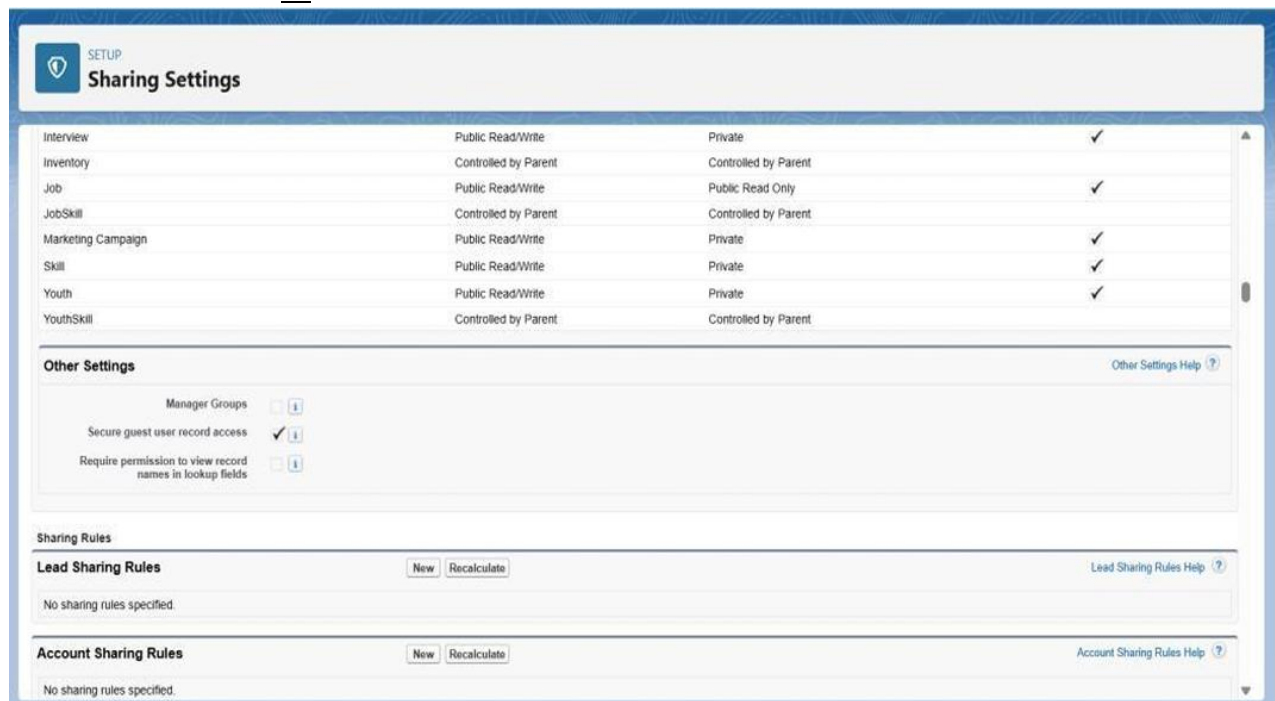 SETUP
Sharing Settings
Interview Public Read/Write Private ✓
Inventory Controlled by Parent Controlled by Parent
Job Public Read/Write Public Read Only ✓
JobSkill Controlled by Parent Controlled by Parent
Marketing Campaign Public Read/Write Private ✓
Skill Public Read/Write Private ✓
Youth Public Read/Write Private ✓
YouthSkill Controlled by Parent Controlled by Parent
Other Settings Other Settings Help ?
Manager Groups i
Secure guest user record access ✓ i
Require permission to view record
names in lookup fields i
Sharing Rules
Lead Sharing Rules New Recalculate Lead Sharing Rules Help ?
No sharing rules specified.
Account Sharing Rules New Recalculate Account Sharing Rules Help ?
No sharing rules specified.